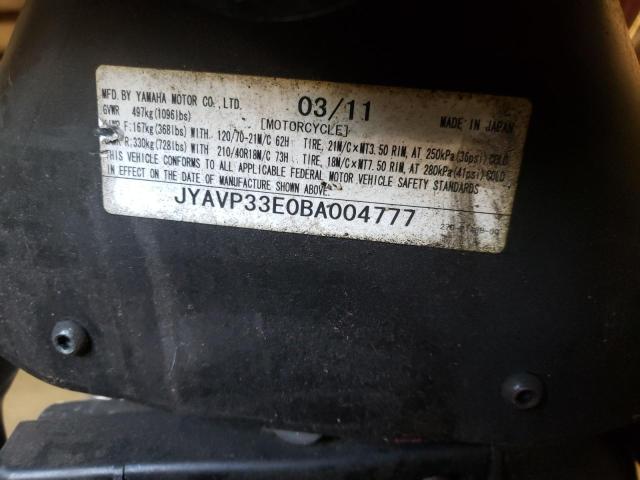 MFD. BY YAMAHA MOTOR CO., LTD. 03/11
GVWR 497kg(1096lbs) [MOTORCYCLE] MADE IN JAPAN
F:167kg(368lbs) WITH 120/70-21M/C 62H TIRE, 21M/C×MT3.50 RIM, AT 250kPa(36psi) COLD
R:330kg(728lbs) WITH 210/40R18M/C 73H TIRE, 18M/C×MT7.50 RIM, AT 280kPa(41psi) COLD
THIS VEHICLE CONFORMS TO ALL APPLICABLE FEDERAL MOTOR VEHICLE SAFETY STANDARDS
IN EFFECT ON THE DATE OF MANUFACTURE SHOWN ABOVE.
JYAVP33E0BA004777